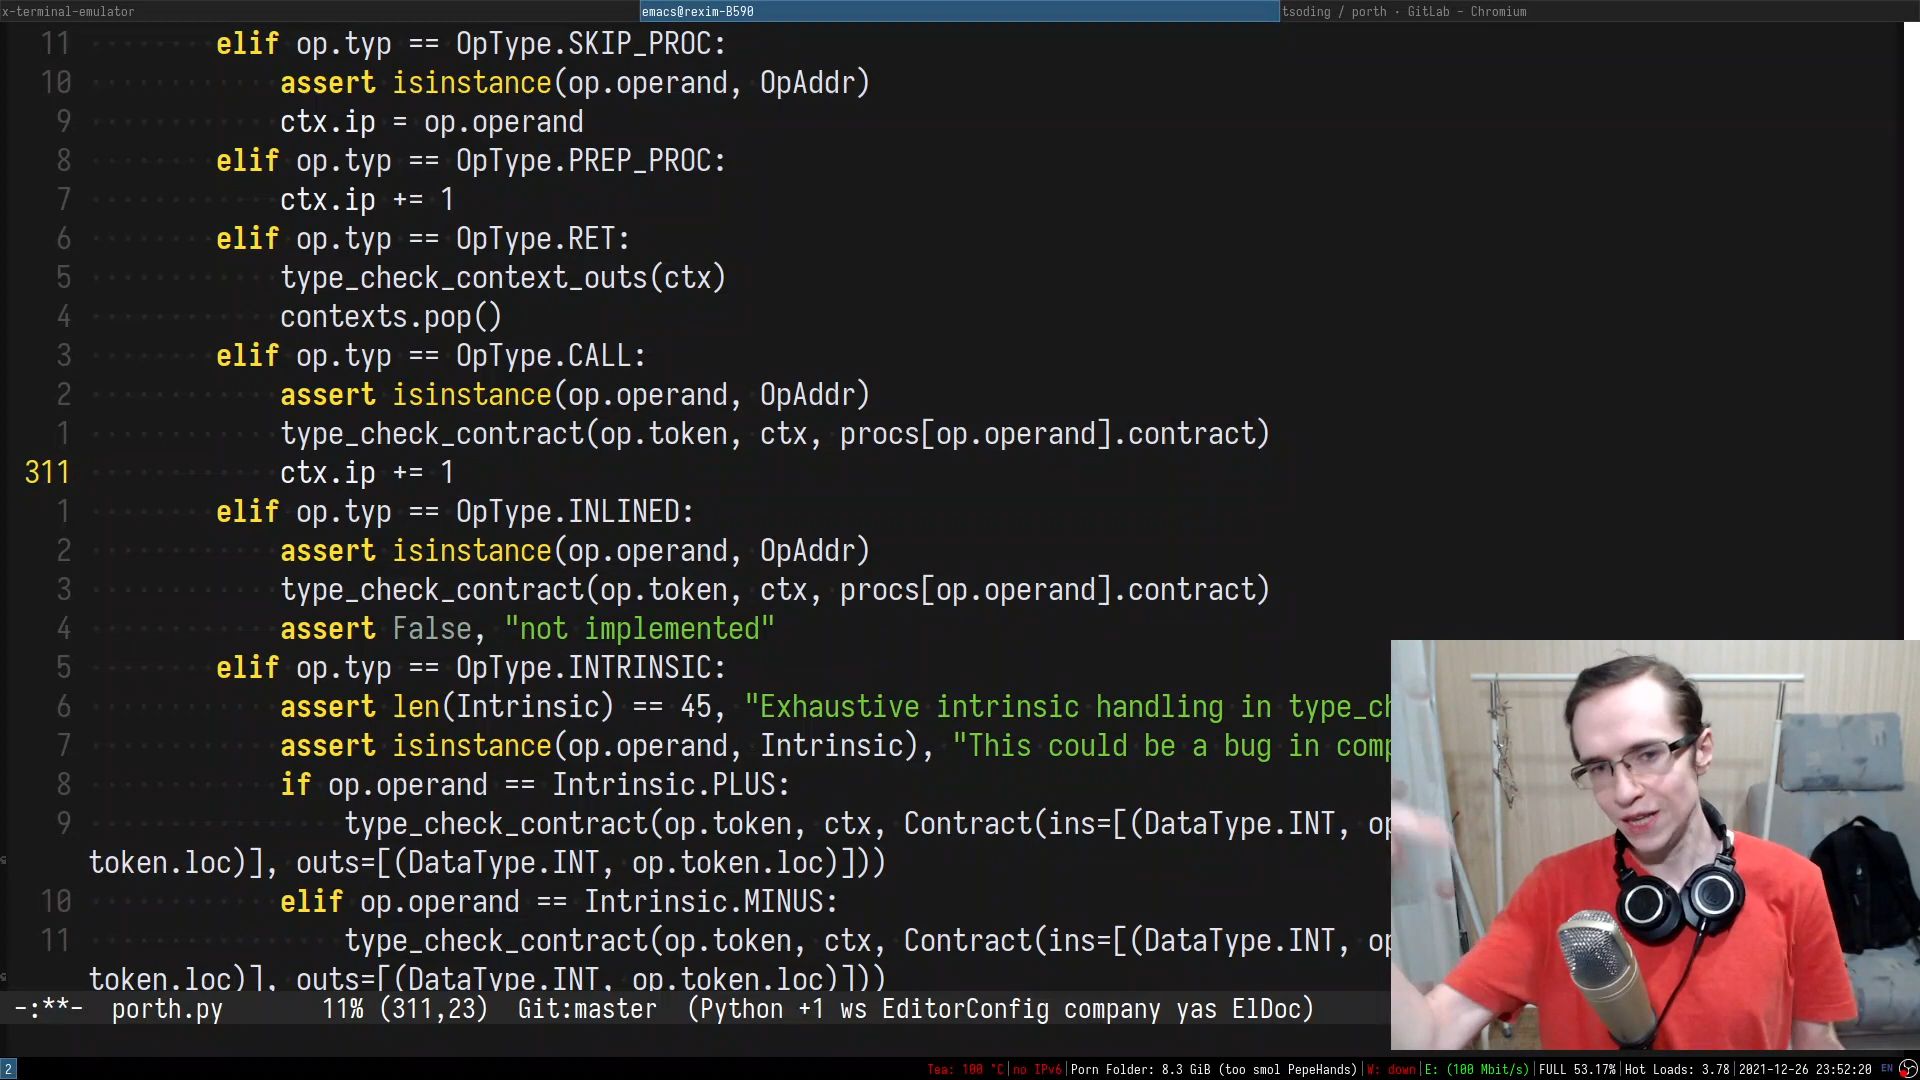 x-terminal-emulator emacs@rexim-B590 tsoding / porth · GitLab - Chromium
11 elif op.typ == OpType.SKIP_PROC:
10 assert isinstance(op.operand, OpAddr)
9 ctx.ip = op.operand
8 elif op.typ == OpType.PREP_PROC:
7 ctx.ip += 1
6 elif op.typ == OpType.RET:
5 type_check_context_outs(ctx)
4 contexts.pop()
3 elif op.typ == OpType.CALL:
2 assert isinstance(op.operand, OpAddr)
1 type_check_contract(op.token, ctx, procs[op.operand].contract)
311 ctx.ip += 1
1 elif op.typ == OpType.INLINED:
2 assert isinstance(op.operand, OpAddr)
3 type_check_contract(op.token, ctx, procs[op.operand].contract)
4 assert False, "not implemented"
5 elif op.typ == OpType.INTRINSIC:
6 assert len(Intrinsic) == 45, "Exhaustive intrinsic handling in type_ch
7 assert isinstance(op.operand, Intrinsic), "This could be a bug in comp
8 if op.operand == Intrinsic.PLUS:
9 type_check_contract(op.token, ctx, Contract(ins=[(DataType.INT, op
token.loc)], outs=[(DataType.INT, op.token.loc)]))
10 elif op.operand == Intrinsic.MINUS:
11 type_check_contract(op.token, ctx, Contract(ins=[(DataType.INT, op
token.loc)], outs=[(DataType.INT, op.token.loc)]))
-:**- porth.py 11% (311,23) Git:master (Python +1 ws EditorConfig company yas ElDoc)
2 Tea: 100 °C|no IPv6|Porn Folder: 8.3 GiB (too smol PepeHands)|W: down|E: (100 Mbit/s)|FULL 53.17%|Hot Loads: 3.78|2021-12-26 23:52:20 EN